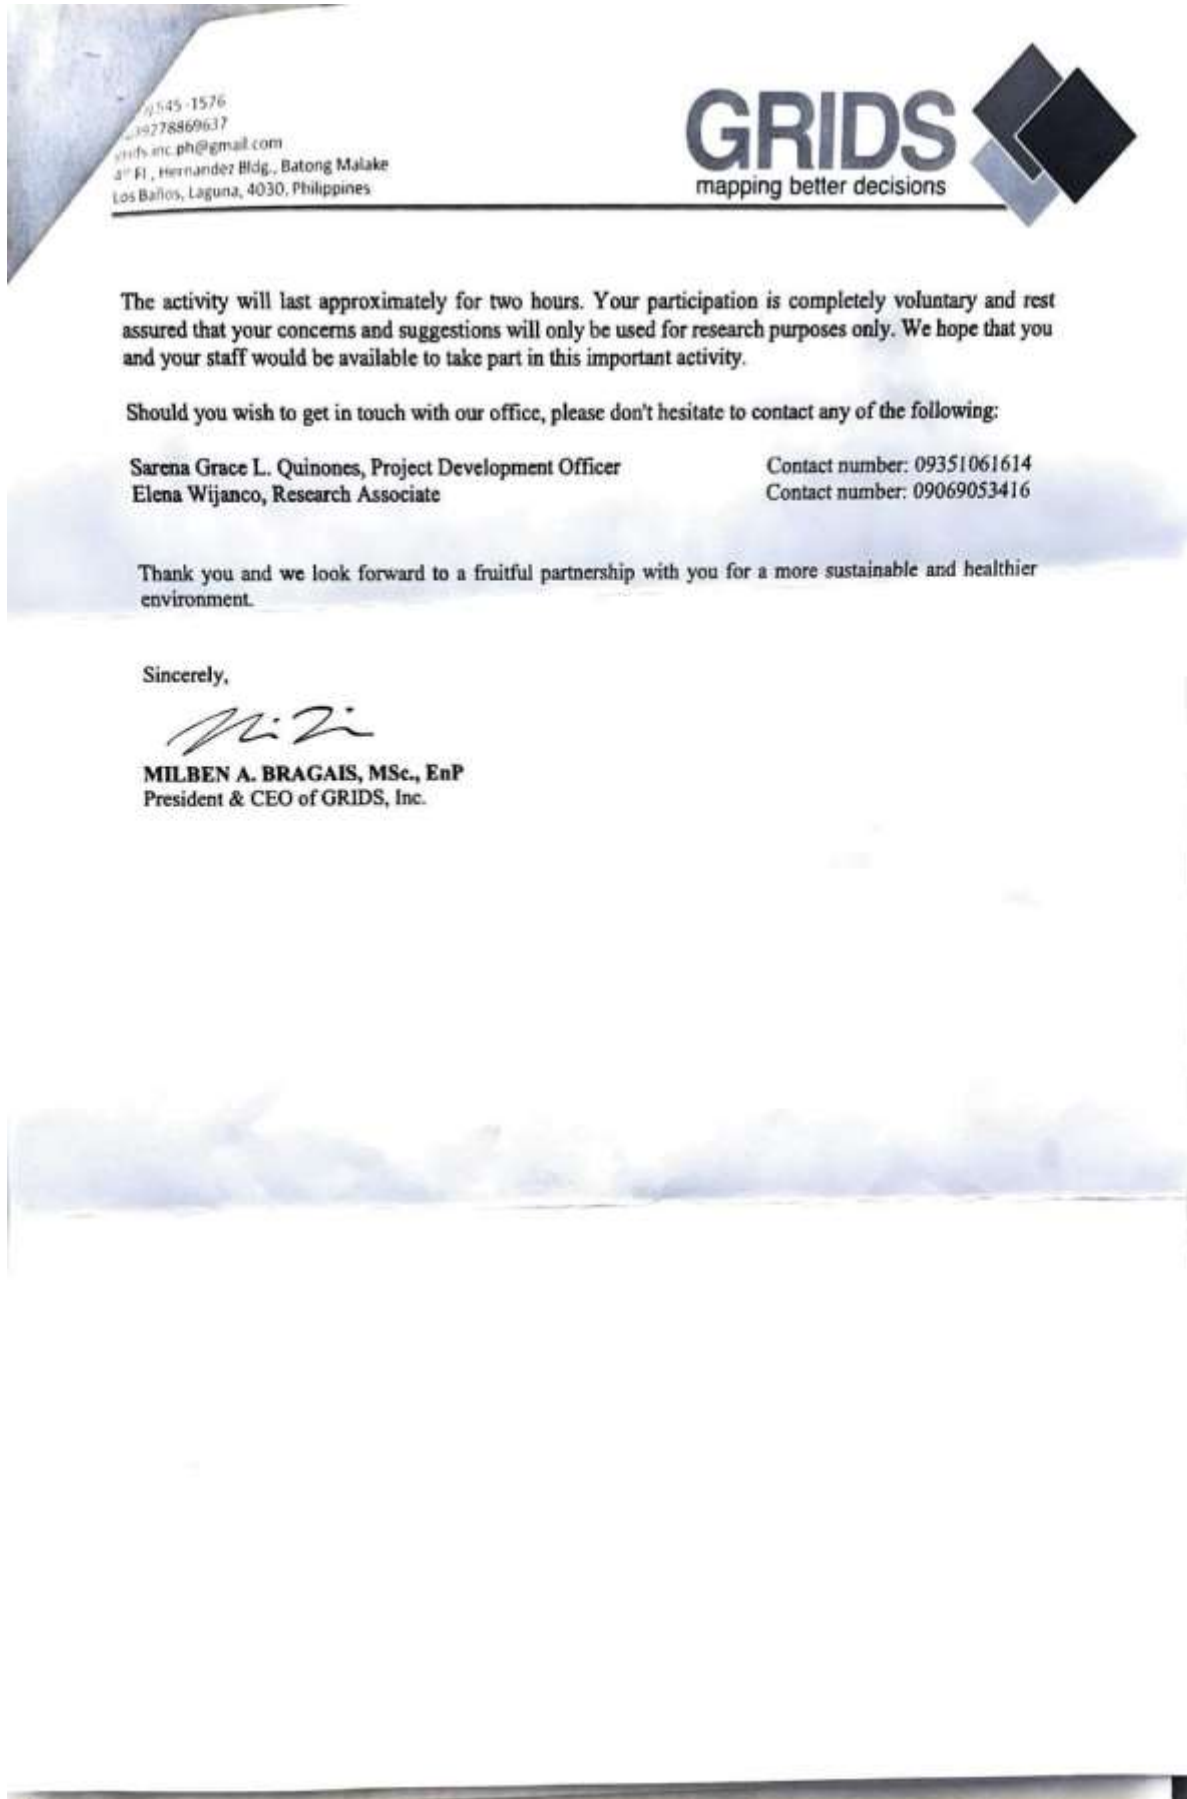 545-1576
39278869637
grids.inc.ph@gmail.com
4th Fl., Hernandez Bldg., Batong Malake
Los Baños, Laguna, 4030, Philippines
GRIDS
mapping better decisions
The activity will last approximately for two hours. Your participation is completely voluntary and rest
assured that your concerns and suggestions will only be used for research purposes only. We hope that you
and your staff would be available to take part in this important activity.
Should you wish to get in touch with our office, please don't hesitate to contact any of the following:
Sarena Grace L. Quinones, Project Development Officer Contact number: 09351061614
Elena Wijanco, Research Associate Contact number: 09069053416
Thank you and we look forward to a fruitful partnership with you for a more sustainable and healthier
environment.
Sincerely,
MILBEN A. BRAGAIS, MSc., EnP
President & CEO of GRIDS, Inc.